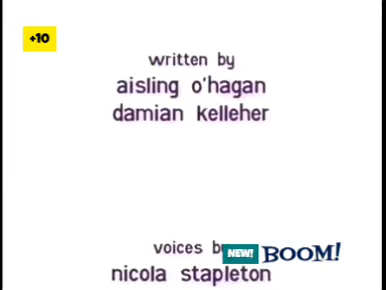 +10
written by
aisling o'hagan
damian kelleher
voices b
NEW! BOOM!
nicola stapleton